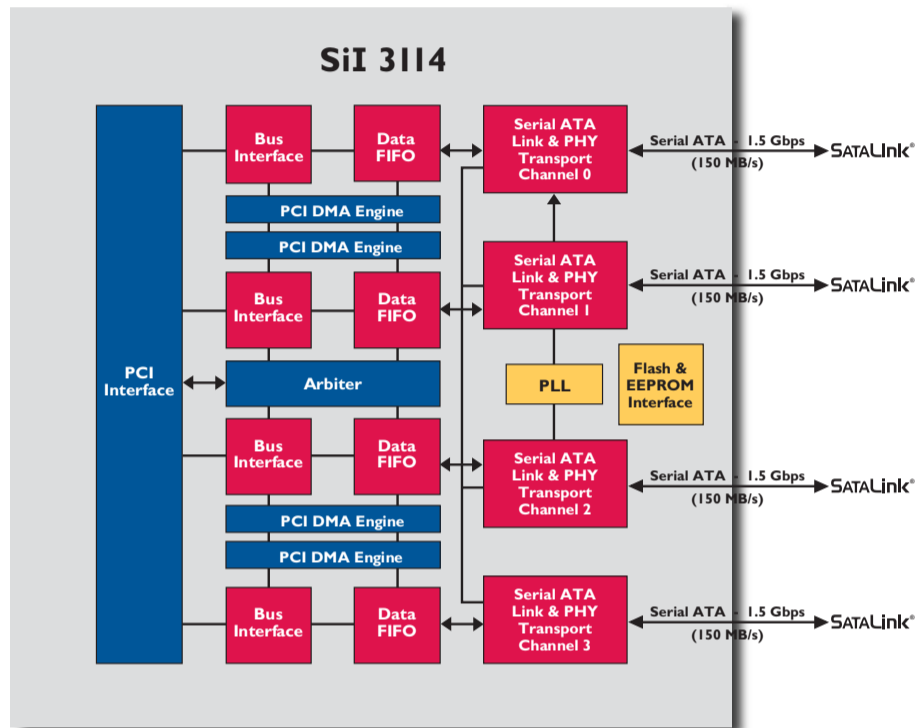 SiI 3114
PCI
Interface
Bus
Interface
Data
FIFO
Serial ATA
Link & PHY
Transport
Channel 0
Serial ATA - 1.5 Gbps
(150 MB/s)
SATALink®
PCI DMA Engine
PCI DMA Engine
Bus
Interface
Data
FIFO
Serial ATA
Link & PHY
Transport
Channel 1
Serial ATA - 1.5 Gbps
(150 MB/s)
SATALink®
Arbiter
PLL
Flash &
EEPROM
Interface
Bus
Interface
Data
FIFO
Serial ATA
Link & PHY
Transport
Channel 2
Serial ATA - 1.5 Gbps
(150 MB/s)
SATALink®
PCI DMA Engine
PCI DMA Engine
Bus
Interface
Data
FIFO
Serial ATA
Link & PHY
Transport
Channel 3
Serial ATA - 1.5 Gbps
(150 MB/s)
SATALink®